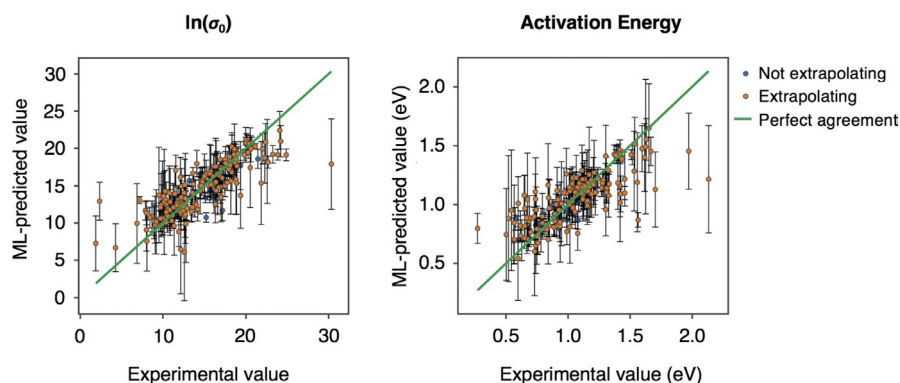 ln(σ₀)
ML-predicted value
30
25
20
15
10
5
0
0
10
20
30
Experimental value
Activation Energy
ML-predicted value (eV)
2.0
1.5
1.0
0.5
0.5
1.0
1.5
2.0
Experimental value (eV)
Not extrapolating
Extrapolating
Perfect agreement